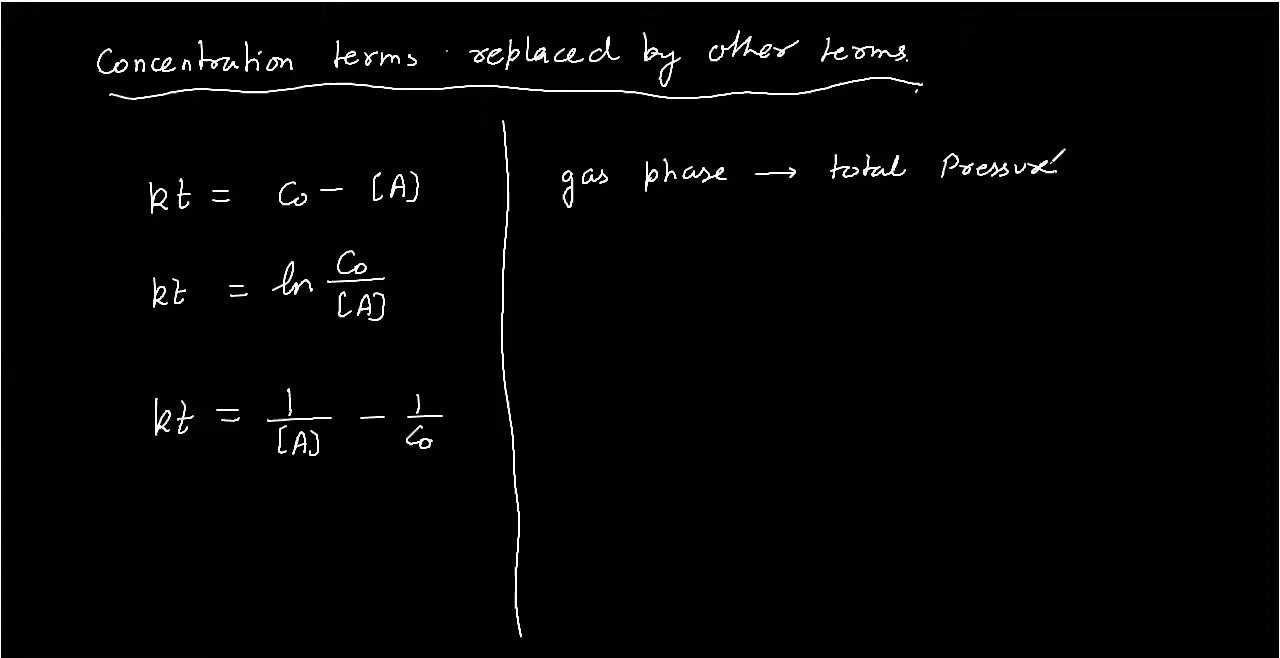 Concentration terms replaced by other terms.
kt = C₀ - [A]
kt = ln C₀/[A]
kt = 1/[A] - 1/C₀
gas phase → total Pressure